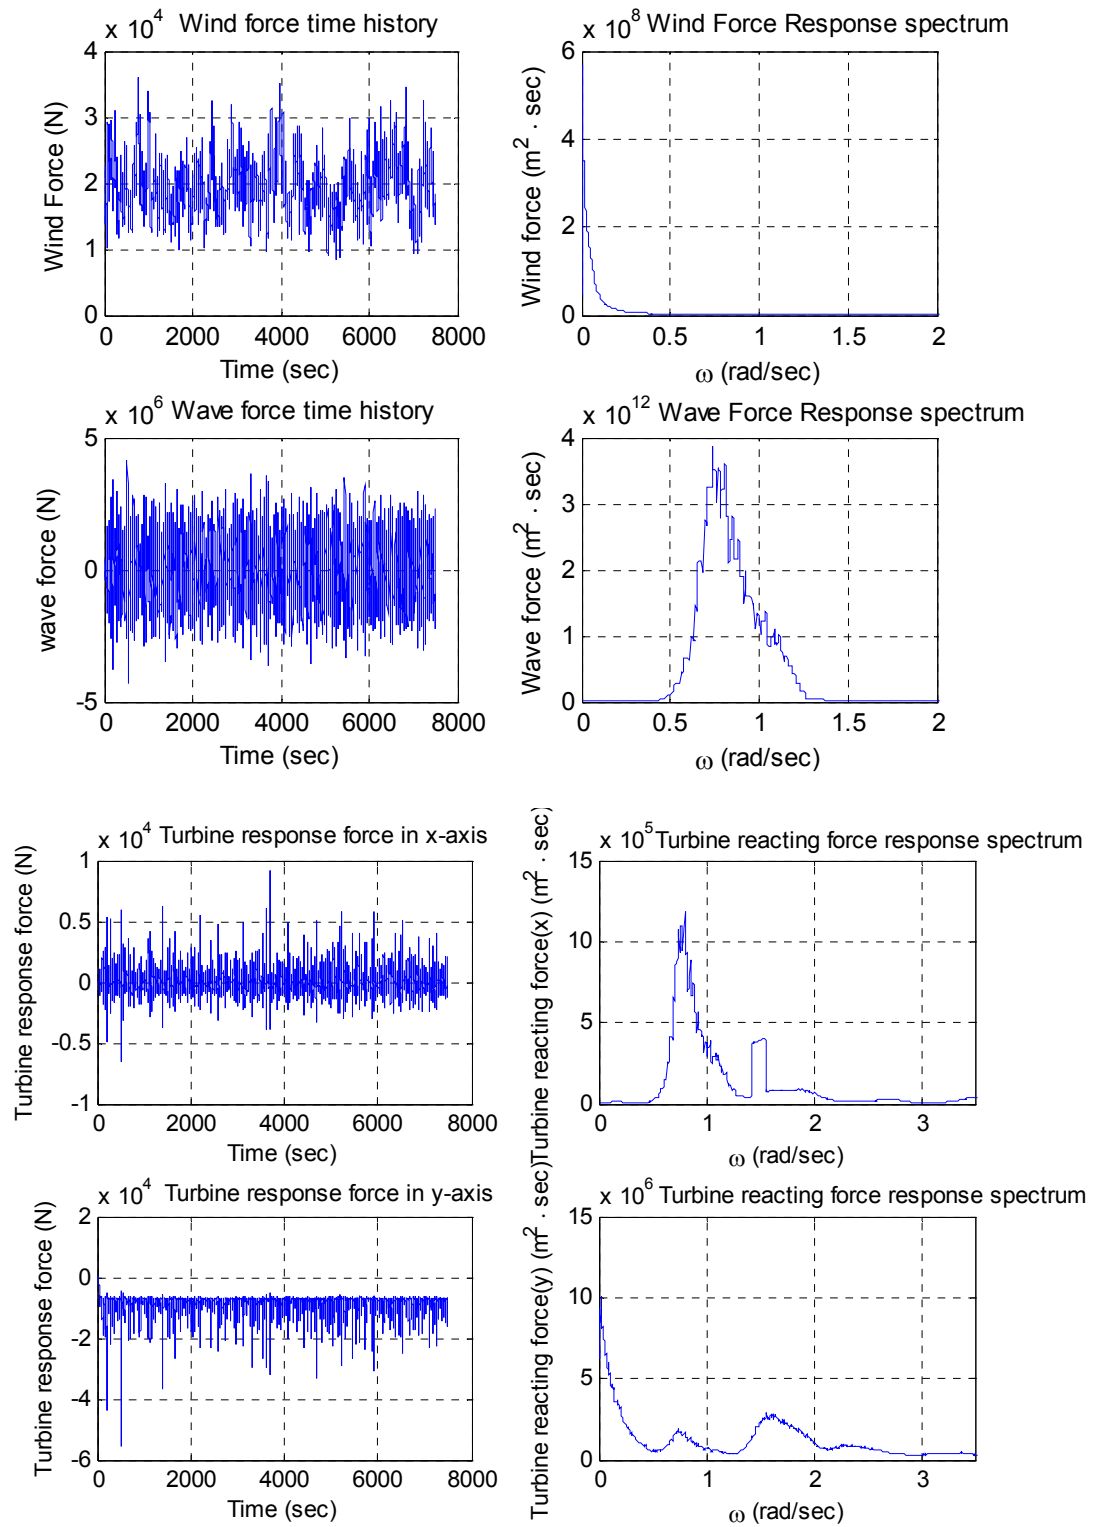 x 10^4 Wind force time history
Wind Force (N)
4
3
2
1
0
0 2000 4000 6000 8000
Time (sec)
x 10^8 Wind Force Response spectrum
Wind force (m^2 · sec)
6
4
2
0
0 0.5 1 1.5 2
ω (rad/sec)
x 10^6 Wave force time history
wave force (N)
5
0
-5
0 2000 4000 6000 8000
Time (sec)
x 10^12 Wave Force Response spectrum
Wave force (m^2 · sec)
4
3
2
1
0
0 0.5 1 1.5 2
ω (rad/sec)
x 10^4 Turbine response force in x-axis
Turbine response force (N)
1
0.5
0
-0.5
-1
0 2000 4000 6000 8000
Time (sec)
x 10^5 Turbine reacting force response spectrum
Turbine reacting force(x) (m^2 · sec)
15
10
5
0
0 1 2 3
ω (rad/sec)
x 10^4 Turbine response force in y-axis
Turbine response force (N)
2
0
-2
-4
-6
0 2000 4000 6000 8000
Time (sec)
x 10^6 Turbine reacting force response spectrum
Turbine reacting force(y) (m^2 · sec)
15
10
5
0
0 1 2 3
ω (rad/sec)